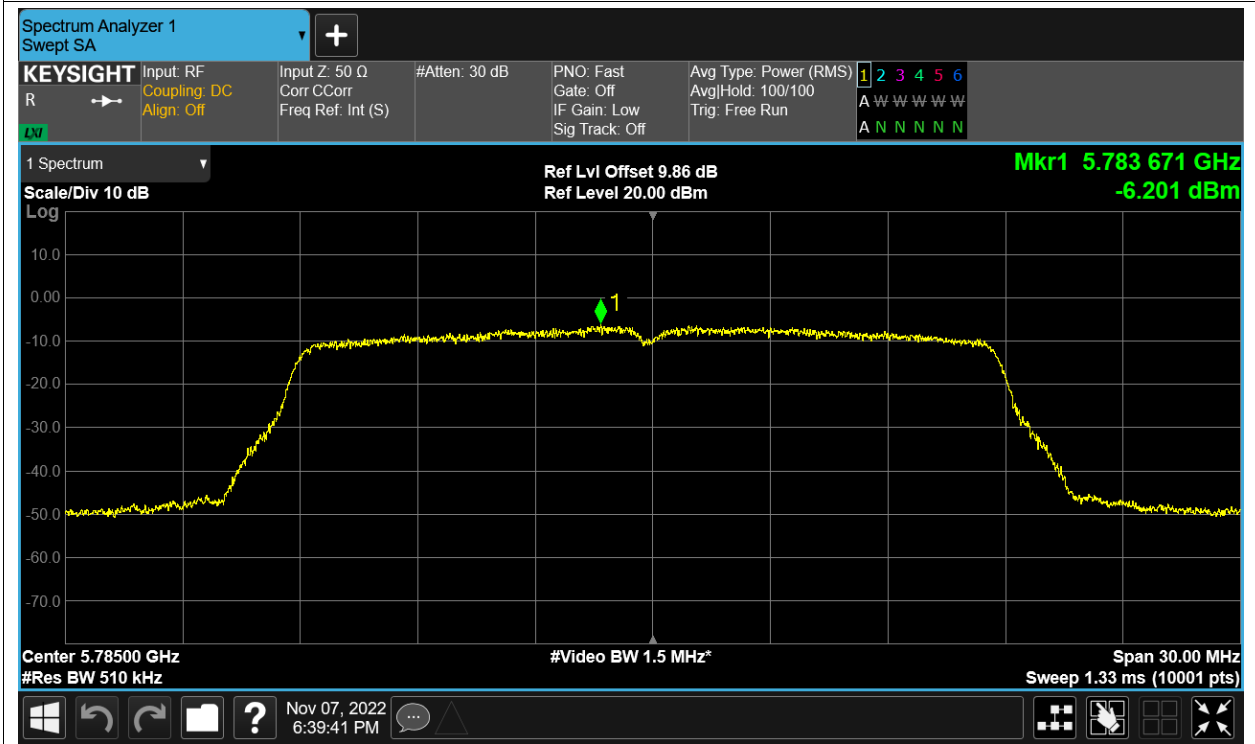 Spectrum Analyzer 1
Swept SA
+
KEYSIGHT
R
LXI
Input: RF
Coupling: DC
Align: Off
Input Z: 50 Ω
Corr CCorr
Freq Ref: Int (S)
#Atten: 30 dB
PNO: Fast
Gate: Off
IF Gain: Low
Sig Track: Off
Avg Type: Power (RMS)
Avg|Hold: 100/100
Trig: Free Run
1 2 3 4 5 6
A W W W W W
A N N N N N
1 Spectrum
Scale/Div 10 dB
Log
Ref Lvl Offset 9.86 dB
Ref Level 20.00 dBm
Mkr1 5.783 671 GHz
-6.201 dBm
10.0
0.00
-10.0
-20.0
-30.0
-40.0
-50.0
-60.0
-70.0
1
Center 5.78500 GHz
#Res BW 510 kHz
#Video BW 1.5 MHz*
Span 30.00 MHz
Sweep 1.33 ms (10001 pts)
?
Nov 07, 2022
6:39:41 PM